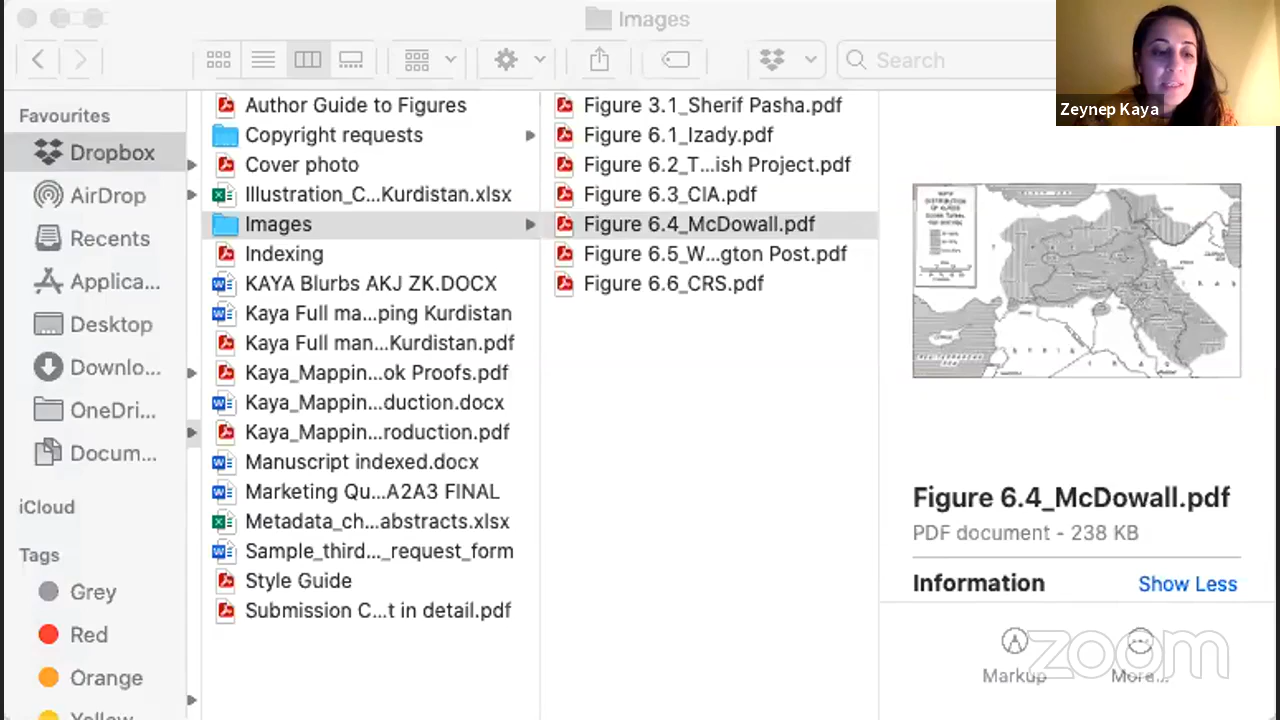 Images
Search
Zeynep Kaya
Favourites
Dropbox
AirDrop
Recents
Applica...
Desktop
Downlo...
OneDri...
Docum...
iCloud
Tags
Grey
Red
Orange
Yellow
Author Guide to Figures
Copyright requests
Cover photo
Illustration_C...Kurdistan.xlsx
Images
Indexing
KAYA Blurbs AKJ ZK.DOCX
Kaya Full ma...ping Kurdistan
Kaya Full man...Kurdistan.pdf
Kaya_Mappin...ok Proofs.pdf
Kaya_Mappin...duction.docx
Kaya_Mappin...roduction.pdf
Manuscript indexed.docx
Marketing Qu...A2A3 FINAL
Metadata_ch...abstracts.xlsx
Sample_third..._request_form
Style Guide
Submission C...t in detail.pdf
Figure 3.1_Sherif Pasha.pdf
Figure 6.1_Izady.pdf
Figure 6.2_T...ish Project.pdf
Figure 6.3_CIA.pdf
Figure 6.4_McDowall.pdf
Figure 6.5_W...gton Post.pdf
Figure 6.6_CRS.pdf
Figure 6.4_McDowall.pdf
PDF document - 238 KB
Information
Show Less
Markup
More...
zoom